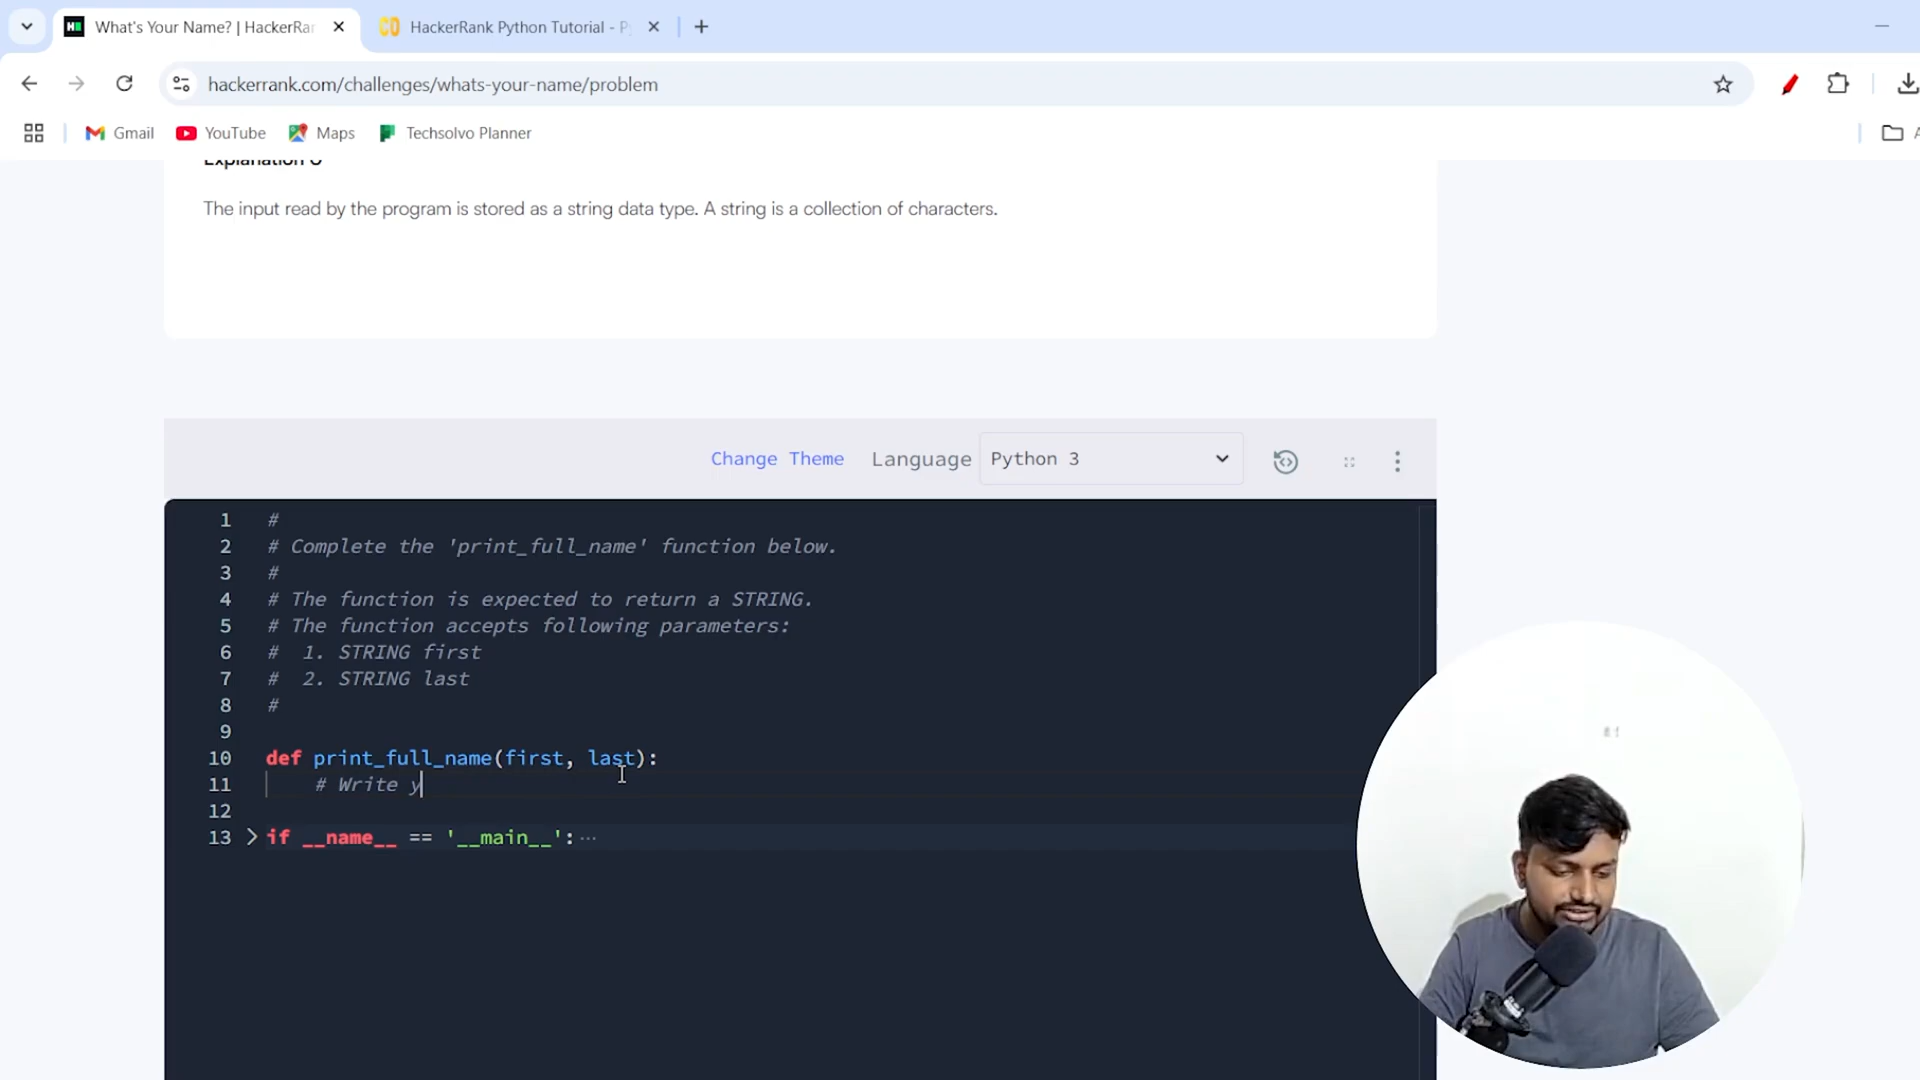 What's Your Name? | HackerRar
HackerRank Python Tutorial - P
hackerrank.com/challenges/whats-your-name/problem
Gmail
YouTube
Maps
Techsolvo Planner
A
Explanation 0
The input read by the program is stored as a string data type. A string is a collection of characters.
Change Theme
Language
Python 3
1 #
2 # Complete the 'print_full_name' function below.
3 #
4 # The function is expected to return a STRING.
5 # The function accepts following parameters:
6 #  1. STRING first
7 #  2. STRING last
8 #
9
10 def print_full_name(first, last):
11     # Write y
12
13 > if __name__ == '__main__': ...